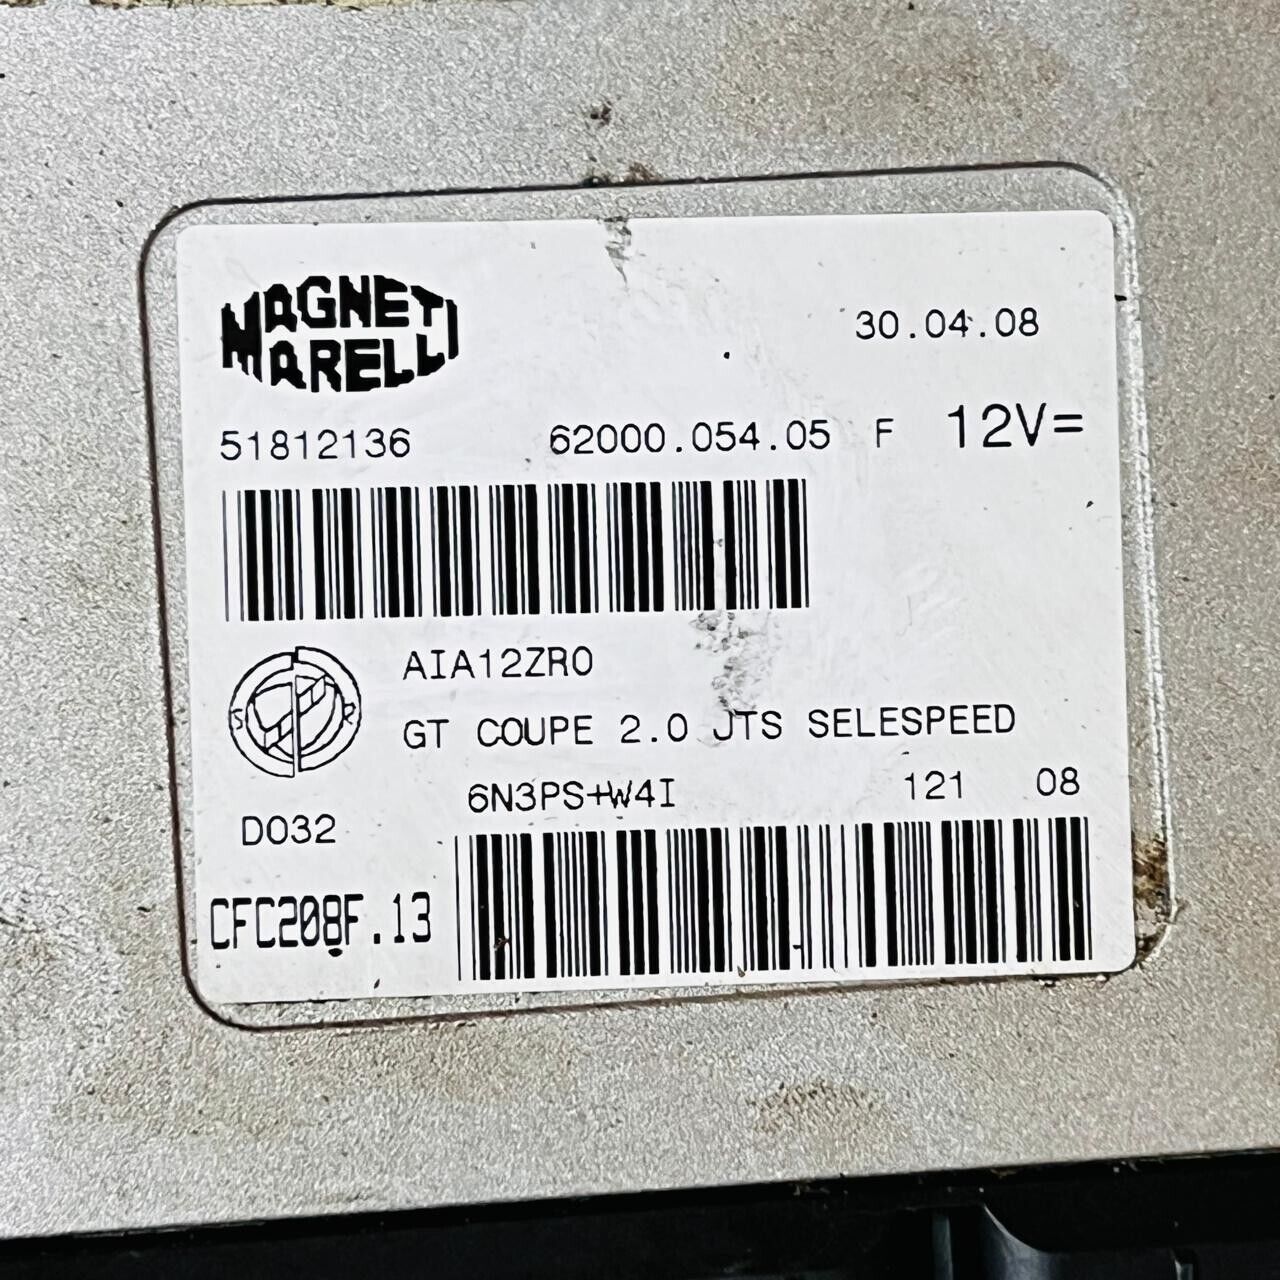 MAGNETI
MARELLI
30.04.08
51812136 62000.054.05 F 12V=
AIA12ZR0
S R
GT COUPE 2.0 JTS SELESPEED
6N3PS+W4I 121 08
D032
CFC208F.13